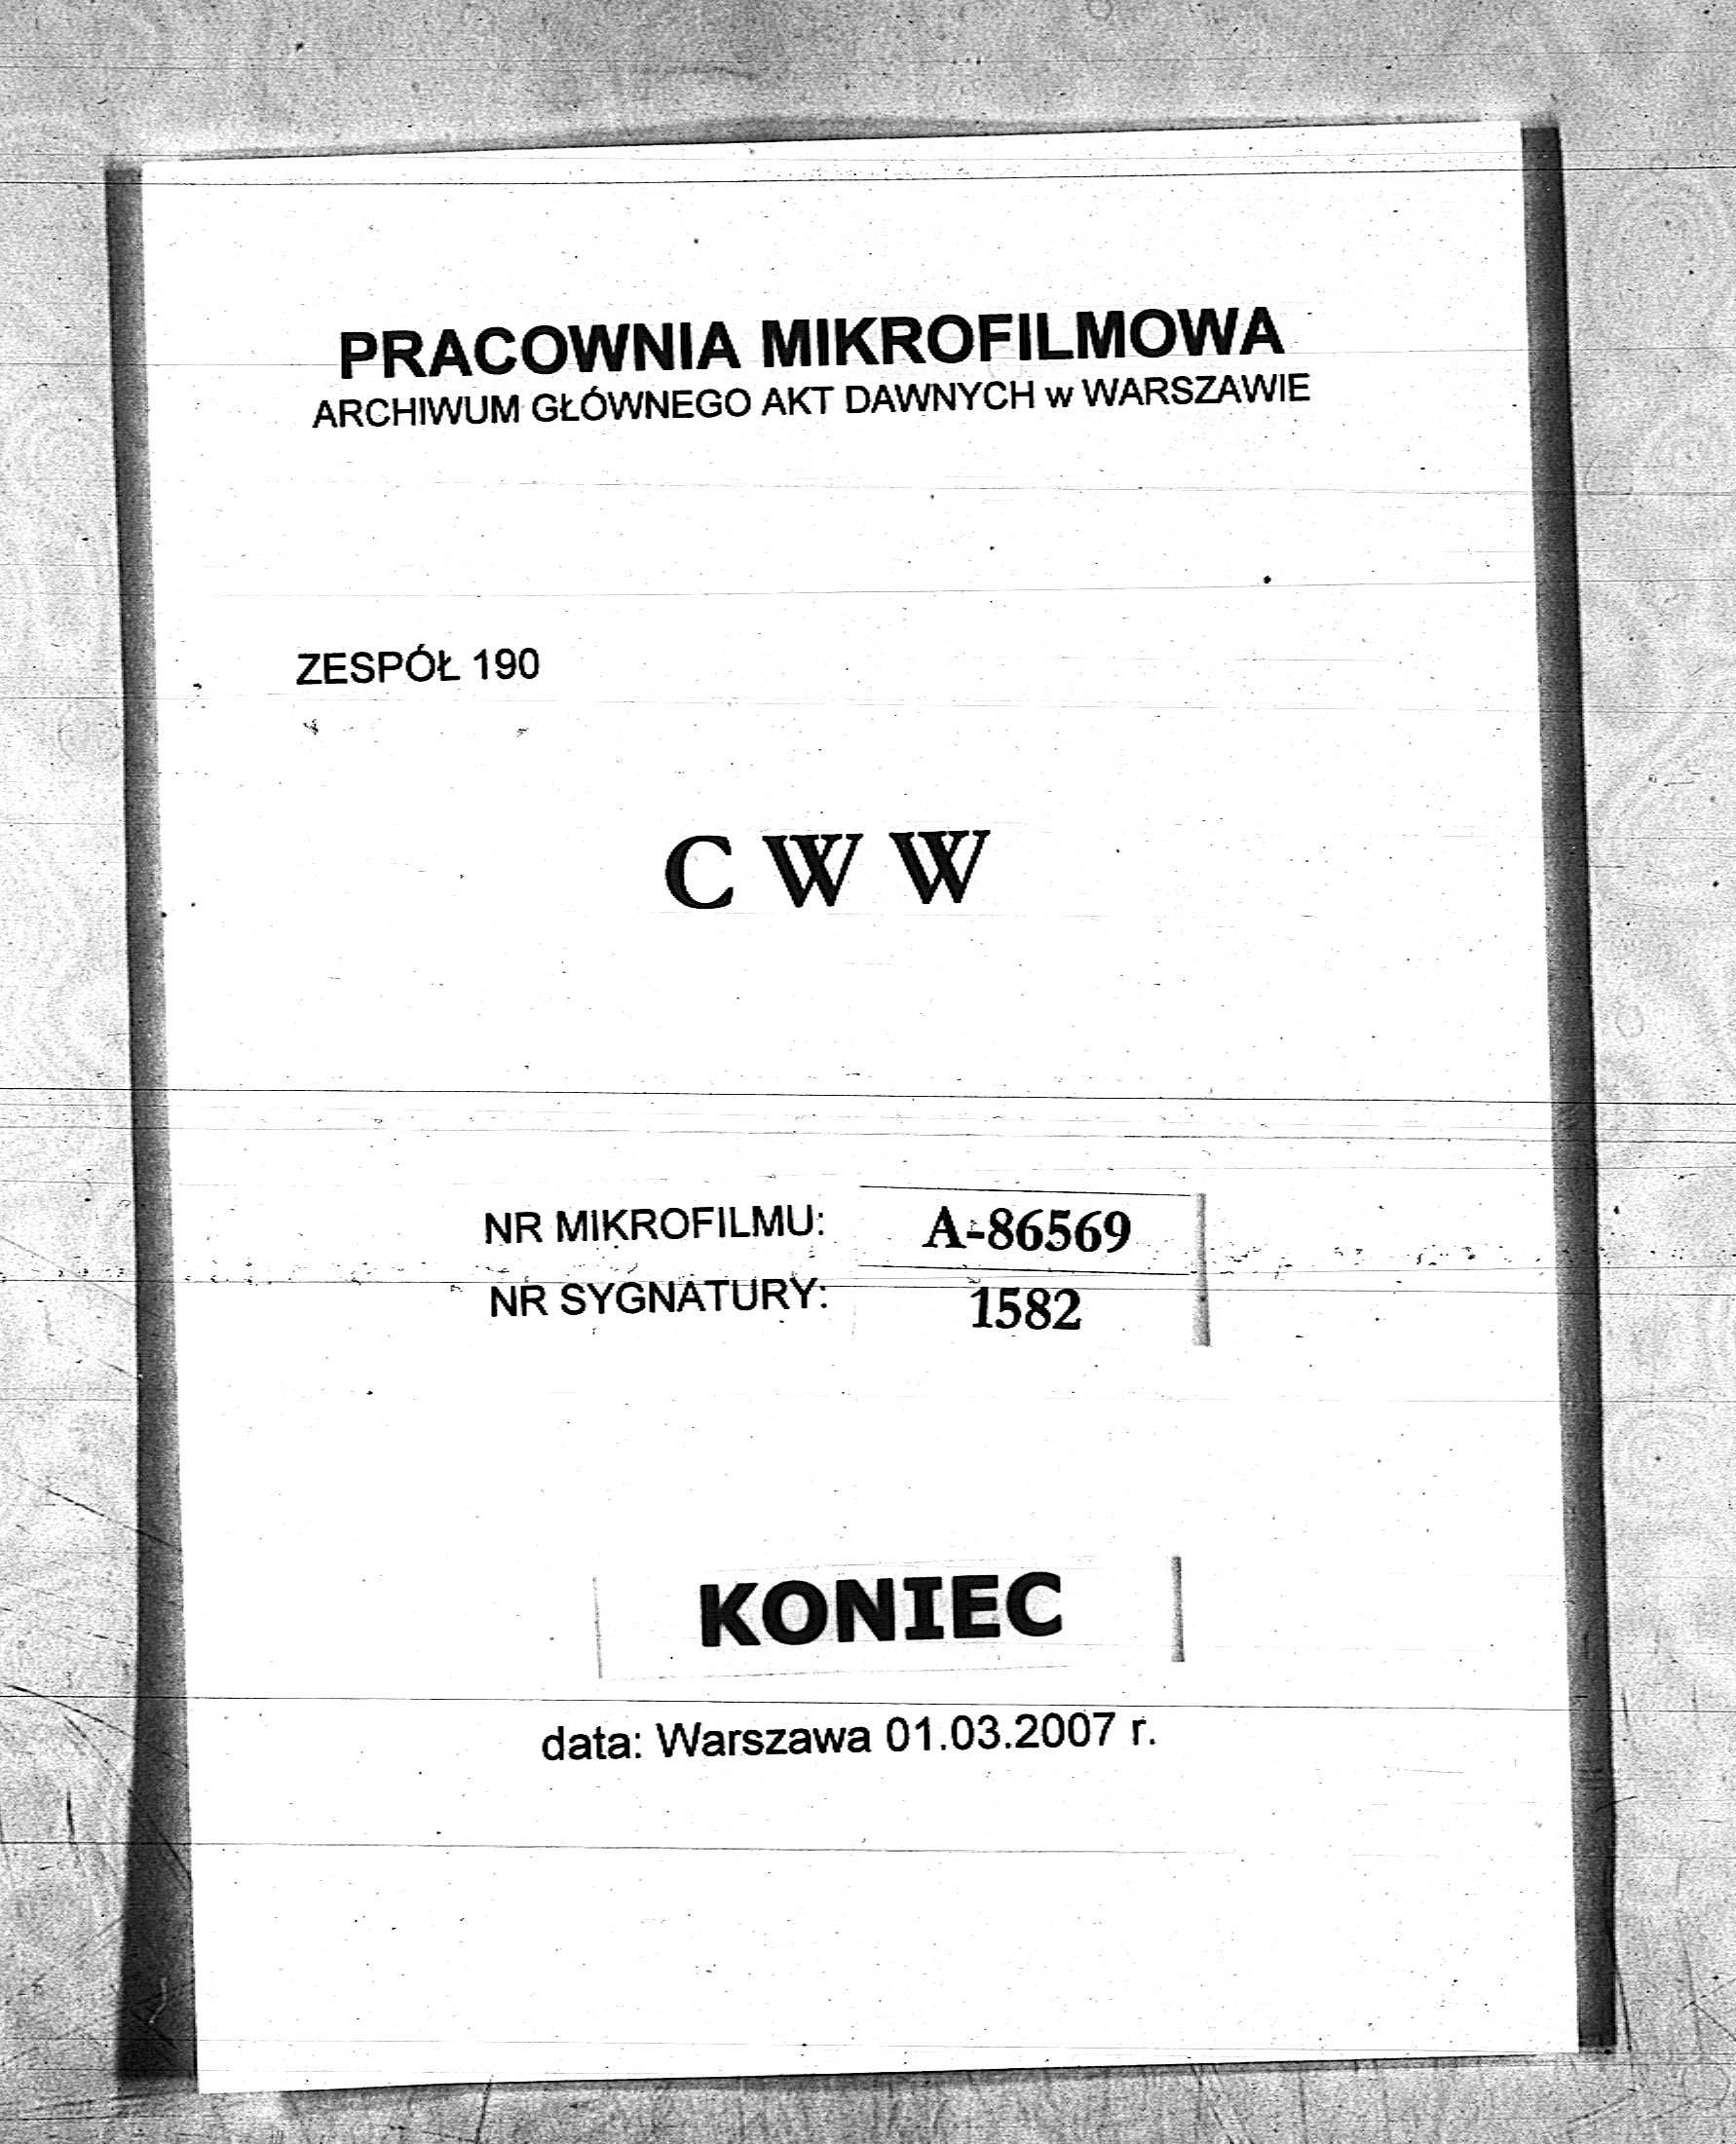 PRACOWNIA MIKROFILMOWA
ARCHIWUM GŁÓWNEGO AKT DAWNYCH w WARSZAWIE
ZESPÓŁ 190
C W W
NR MIKROFILMU: A-86569
NR SYGNATURY: 1582
KONIEC
data: Warszawa 01.03.2007 r.